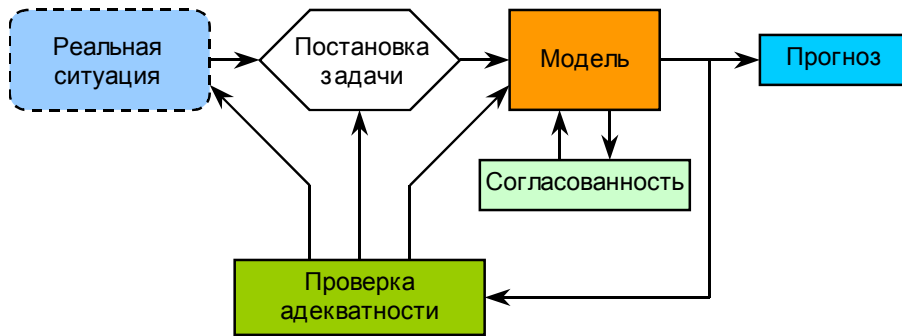 Реальная
ситуация
Постановка
задачи
Модель
Прогноз
Согласованность
Проверка
адекватности